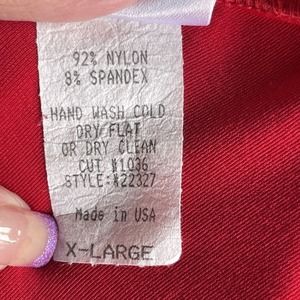 92% NYLON
8% SPANDEX
HAND WASH COLD
DRY FLAT
OR DRY CLEAN
CUT #1036
STYLE:#22327
Made in USA
X-LARGE